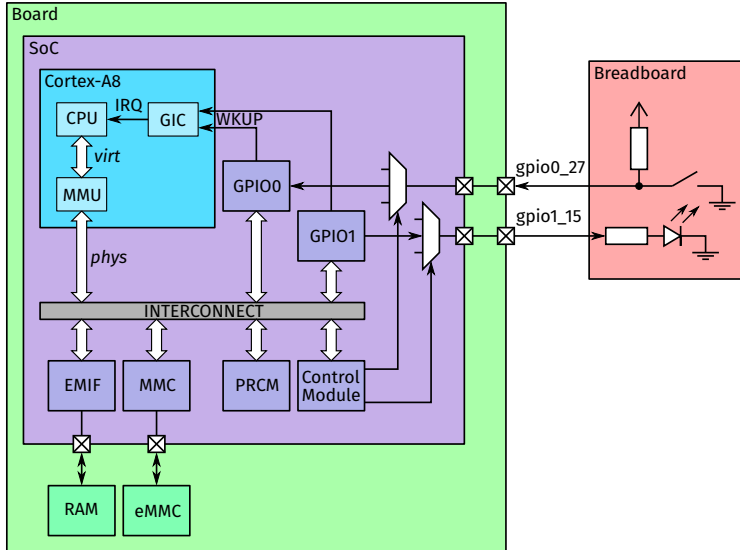 Board
SoC
Cortex-A8
Breadboard
CPU
IRQ
GIC
WKUP
virt
MMU
GPIO0
gpio0_27
gpio1_15
GPIO1
phys
INTERCONNECT
EMIF
MMC
PRCM
Control
Module
RAM
eMMC